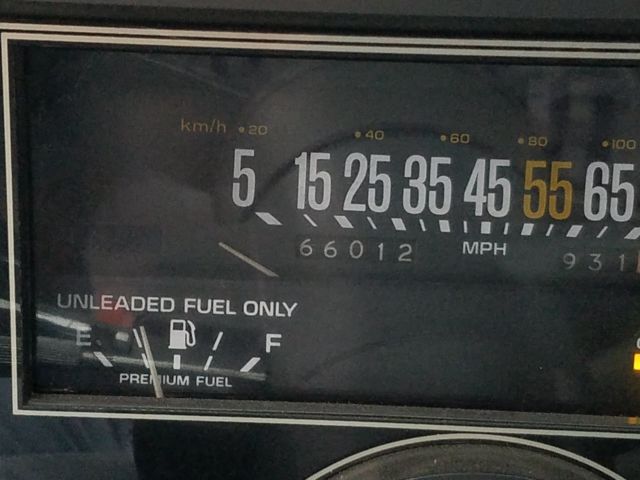 km/h 20 40 60 80 100
5 15 25 35 45 55 65
66012 MPH 931
UNLEADED FUEL ONLY
E F
PREMIUM FUEL